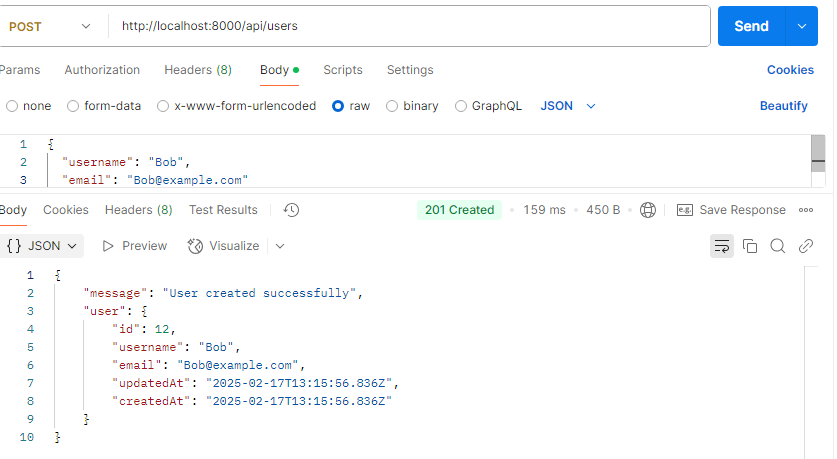 POST http://localhost:8000/api/users Send
Params Authorization Headers (8) Body Scripts Settings Cookies
none form-data x-www-form-urlencoded raw binary GraphQL JSON Beautify
1 {
2 "username": "Bob",
3 "email": "Bob@example.com"
Body Cookies Headers (8) Test Results 201 Created 159 ms 450 B e.g. Save Response
{} JSON Preview Visualize
1 {
2 "message": "User created successfully",
3 "user": {
4 "id": 12,
5 "username": "Bob",
6 "email": "Bob@example.com",
7 "updatedAt": "2025-02-17T13:15:56.836Z",
8 "createdAt": "2025-02-17T13:15:56.836Z"
9 }
10 }